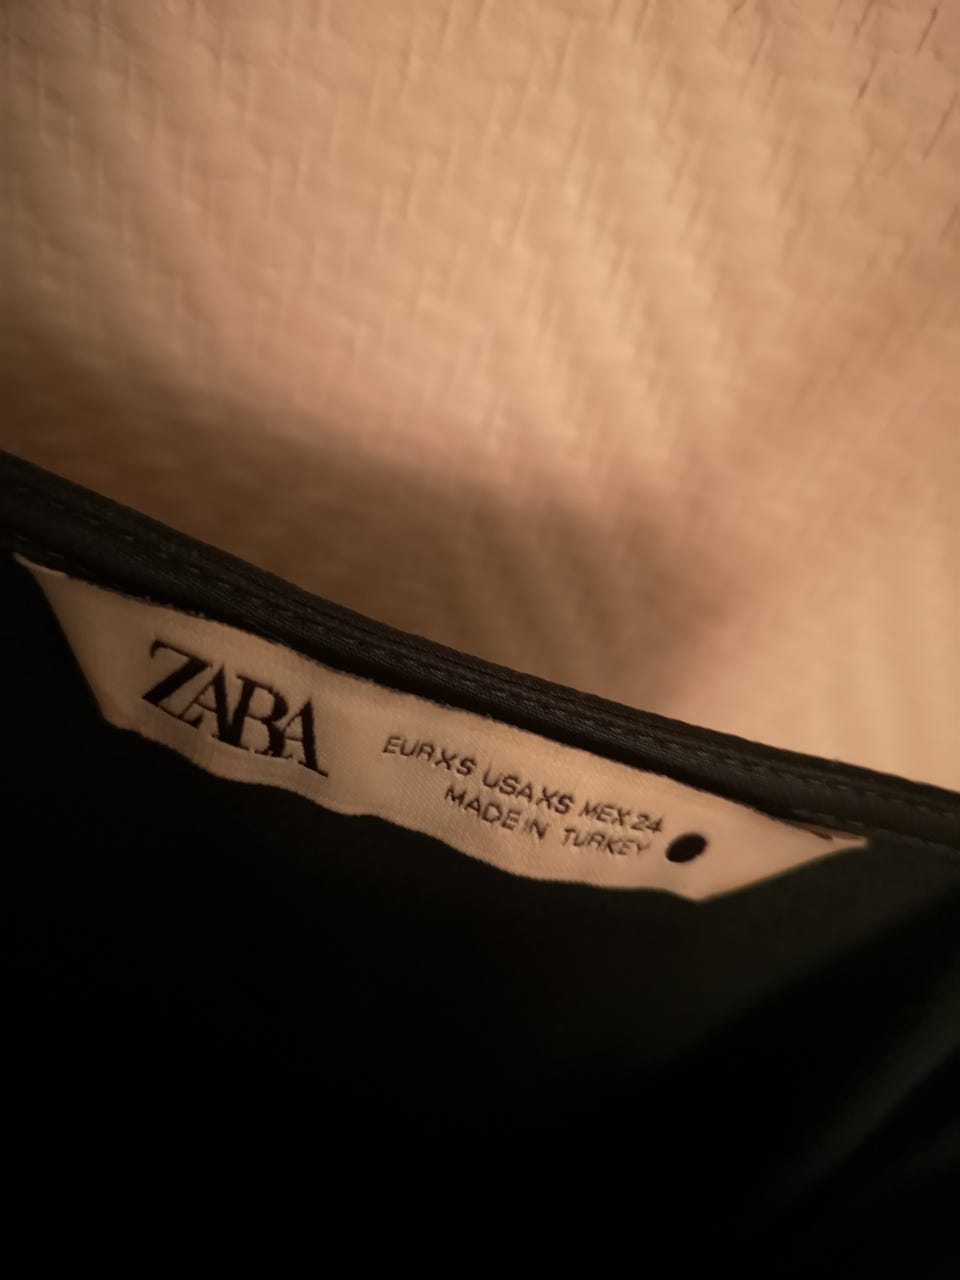 ZARA
EUR XS USA XS MEX 24
MADE IN TURKEY